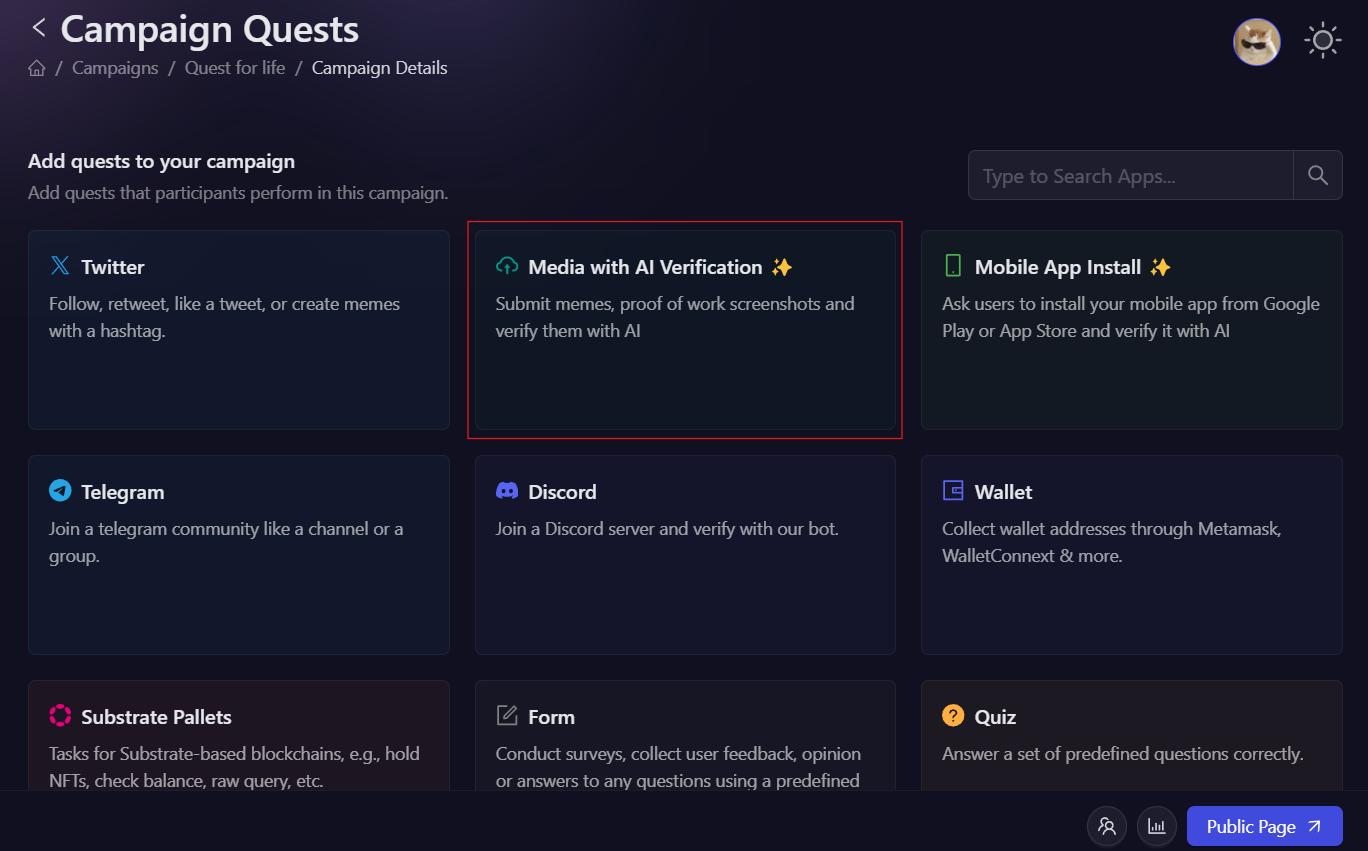 Campaign Quests
/ Campaigns / Quest for life / Campaign Details
Add quests to your campaign
Add quests that participants perform in this campaign.
Type to Search Apps...
Twitter
Follow, retweet, like a tweet, or create memes
with a hashtag.
Media with AI Verification ✨
Submit memes, proof of work screenshots and
verify them with AI
Mobile App Install ✨
Ask users to install your mobile app from Google
Play or App Store and verify it with AI
Telegram
Join a telegram community like a channel or a
group.
Discord
Join a Discord server and verify with our bot.
Wallet
Collect wallet addresses through Metamask,
WalletConnext & more.
Substrate Pallets
Tasks for Substrate-based blockchains, e.g., hold
NFTs, check balance, raw query, etc.
Form
Conduct surveys, collect user feedback, opinion
or answers to any questions using a predefined
Quiz
Answer a set of predefined questions correctly.
Public Page